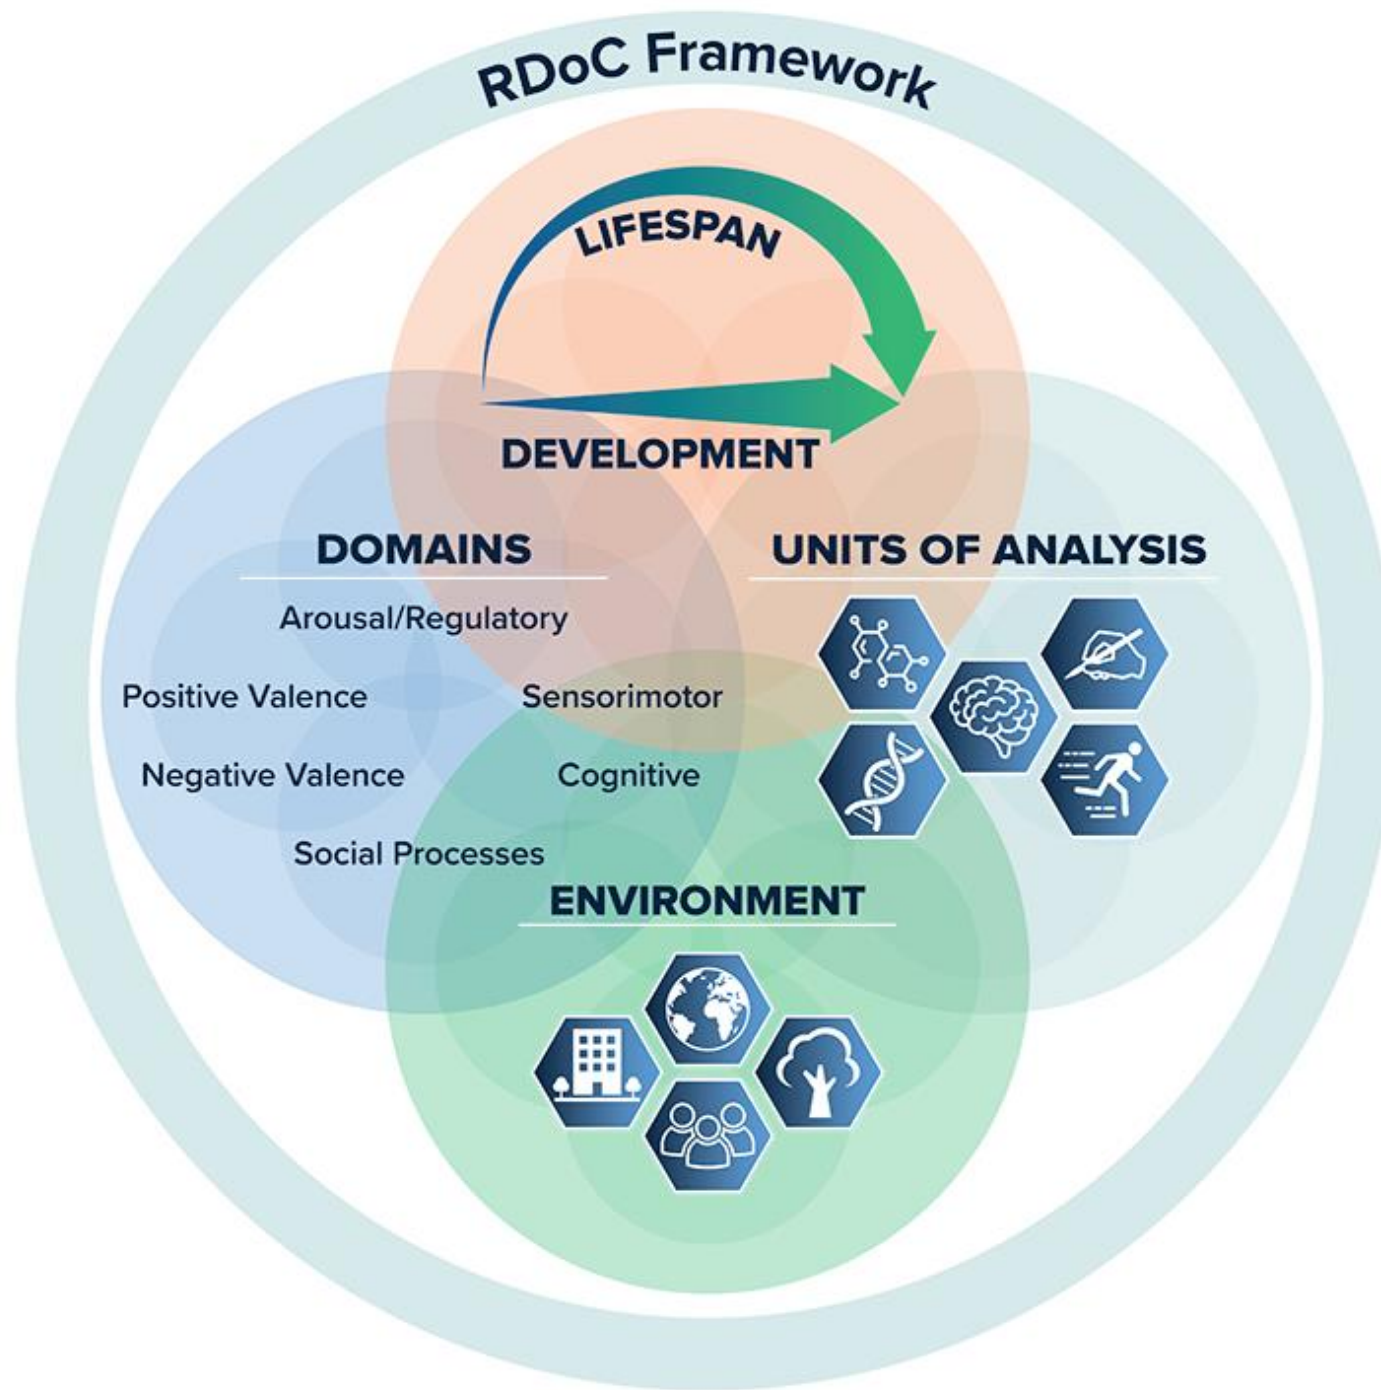 RDoC Framework
LIFESPAN
DEVELOPMENT
DOMAINS
Arousal/Regulatory
Positive Valence
Sensorimotor
Negative Valence
Cognitive
Social Processes
UNITS OF ANALYSIS
ENVIRONMENT